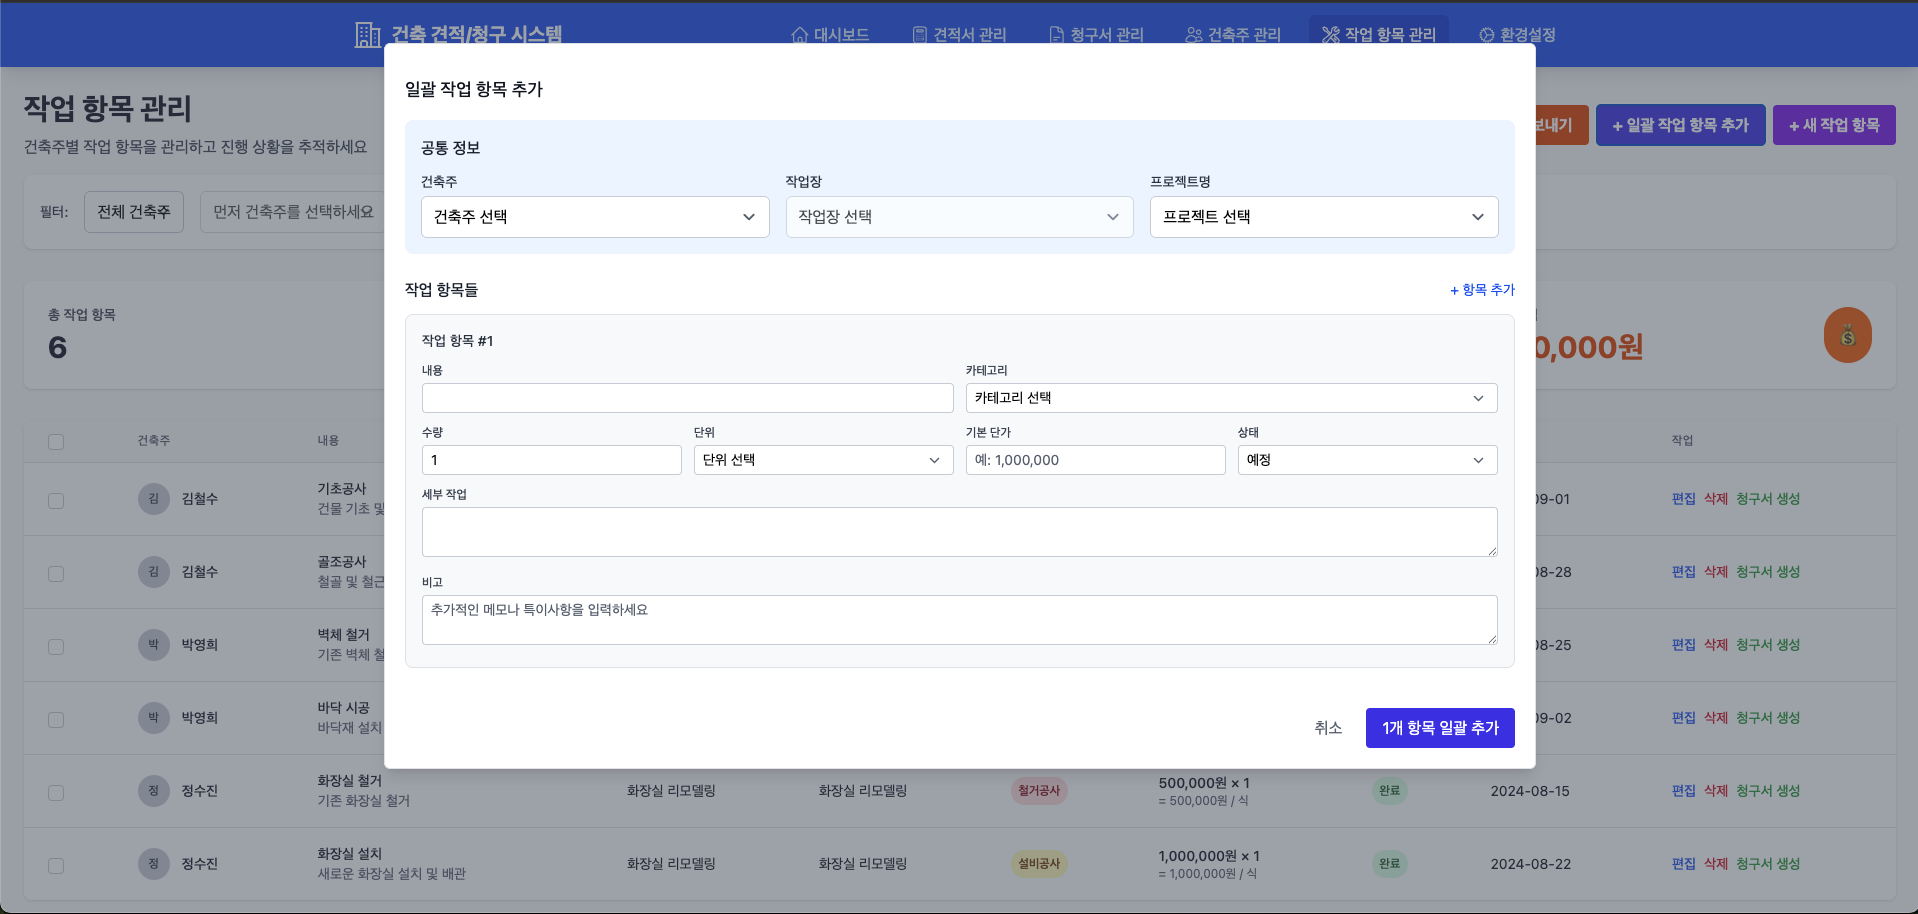 건축 견적/청구 시스템
대시보드
견적서 관리
청구서 관리
건축주 관리
작업 항목 관리
환경설정
작업 항목 관리
건축주별 작업 항목을 관리하고 진행 상황을 추적하세요
보내기
+ 일괄 작업 항목 추가
+ 새 작업 항목
필터:
전체 건축주
먼저 건축주를 선택하세요
총 작업 항목
6
0,000원
일괄 작업 항목 추가
공통 정보
건축주
작업장
프로젝트명
건축주 선택
작업장 선택
프로젝트 선택
작업 항목들
+ 항목 추가
작업 항목 #1
내용
카테고리
카테고리 선택
수량
단위
기본 단가
상태
1
단위 선택
예: 1,000,000
예정
세부 작업
비고
추가적인 메모나 특이사항을 입력하세요
취소
1개 항목 일괄 추가
건축주
내용
작업
김
김철수
기초공사
건물 기초 및
09-01
편집 삭제 청구서 생성
김
김철수
골조공사
철골 및 철근
08-28
편집 삭제 청구서 생성
박
박영희
벽체 철거
기존 벽체 철
08-25
편집 삭제 청구서 생성
박
박영희
바닥 시공
바닥재 설치
09-02
편집 삭제 청구서 생성
정
정수진
화장실 철거
기존 화장실 철거
화장실 리모델링
화장실 리모델링
철거공사
500,000원 × 1
= 500,000원 / 식
완료
2024-08-15
편집 삭제 청구서 생성
정
정수진
화장실 설치
새로운 화장실 설치 및 배관
화장실 리모델링
화장실 리모델링
설비공사
1,000,000원 × 1
= 1,000,000원 / 식
완료
2024-08-22
편집 삭제 청구서 생성